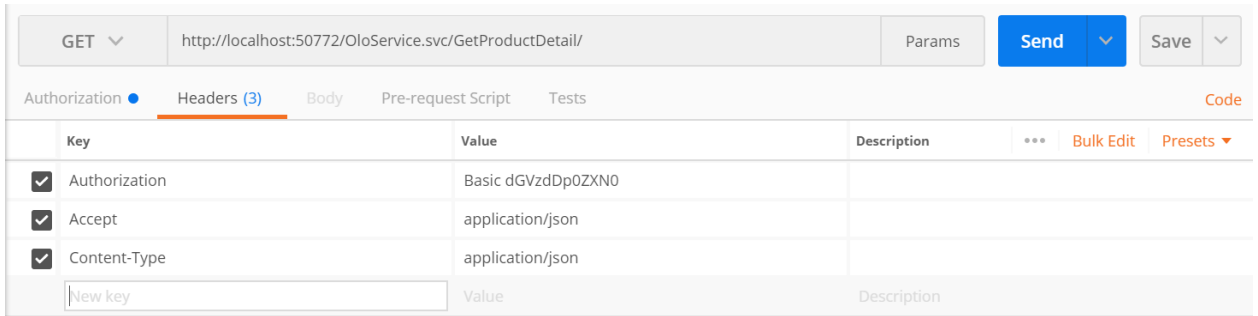 GET http://localhost:50772/OloService.svc/GetProductDetail/ Params Send Save
Authorization Headers (3) Body Pre-request Script Tests Code
Key Value Description ••• Bulk Edit Presets
Authorization Basic dGVzdDp0ZXN0
Accept application/json
Content-Type application/json
New key Value Description